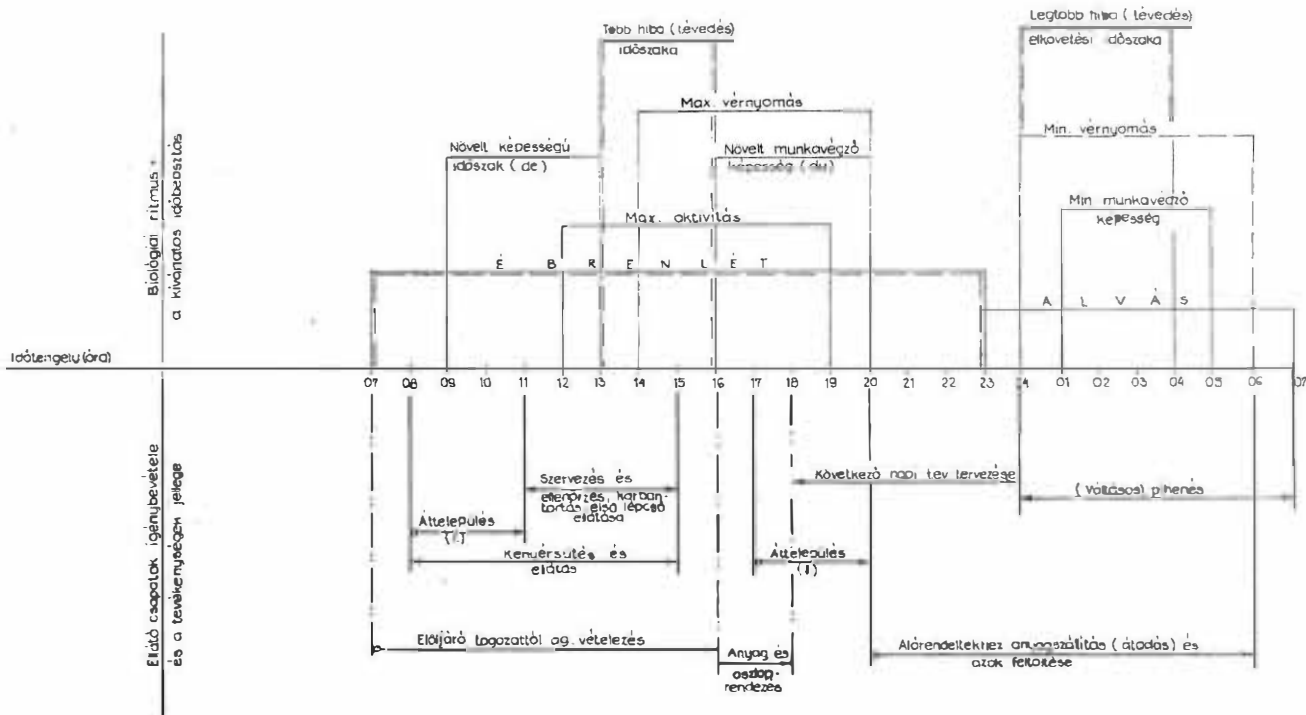 Több hiba (tévedés)
időszaka
Legtöbb hiba (tévedés)
elkövetési időszaka
Max. vérnyomás
Min. vérnyomás
Növelt képességű
időszak (de)
Növelt munkavégző
képesség (du)
Max. aktivitás
Min munkavégző
képesség
É B R E N L É T
A L V Á S
Biológiai ritmus +
a kívánatos időbeosztás
Időtengely (óra)
07 08 09 10 11 12 13 14 15 16 17 18 19 20 21 22 23 24 01 02 03 04 05 06 07
Ellátó csapatok igénybevétele
és a tevékenységek jellege
Szervezés és
ellenőrzés, karban-
tartás első lépcső
ellátása
Következő napi tev tervezése
(Váltásos) pihenés
Áttelepülés
(I)
Kenyérsütés és
ellátás
Áttelepülés
(II)
Elöljáró tagozattól ag. vételezés
Anyag és
oszlop-
rendezés
Alárendeltekhez anyagszállítás (átadás) és
azok feltöltése